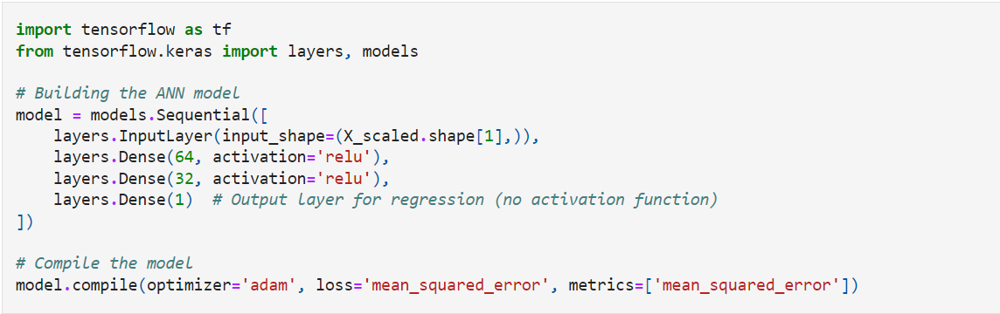 import tensorflow as tf
from tensorflow.keras import layers, models

# Building the ANN model
model = models.Sequential([
    layers.InputLayer(input_shape=(X_scaled.shape[1],)),
    layers.Dense(64, activation='relu'),
    layers.Dense(32, activation='relu'),
    layers.Dense(1)  # Output layer for regression (no activation function)
])

# Compile the model
model.compile(optimizer='adam', loss='mean_squared_error', metrics=['mean_squared_error'])